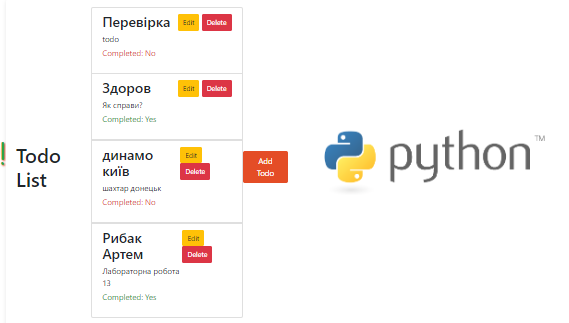 Todo
List
Перевірка
Edit
Delete
todo
Completed: No
Здоров
Edit
Delete
Як справи?
Completed: Yes
динамо
київ
Edit
Delete
шахтар донецьк
Completed: No
Рибак
Артем
Edit
Delete
Лабораторна робота
13
Completed: Yes
Add
Todo
python™